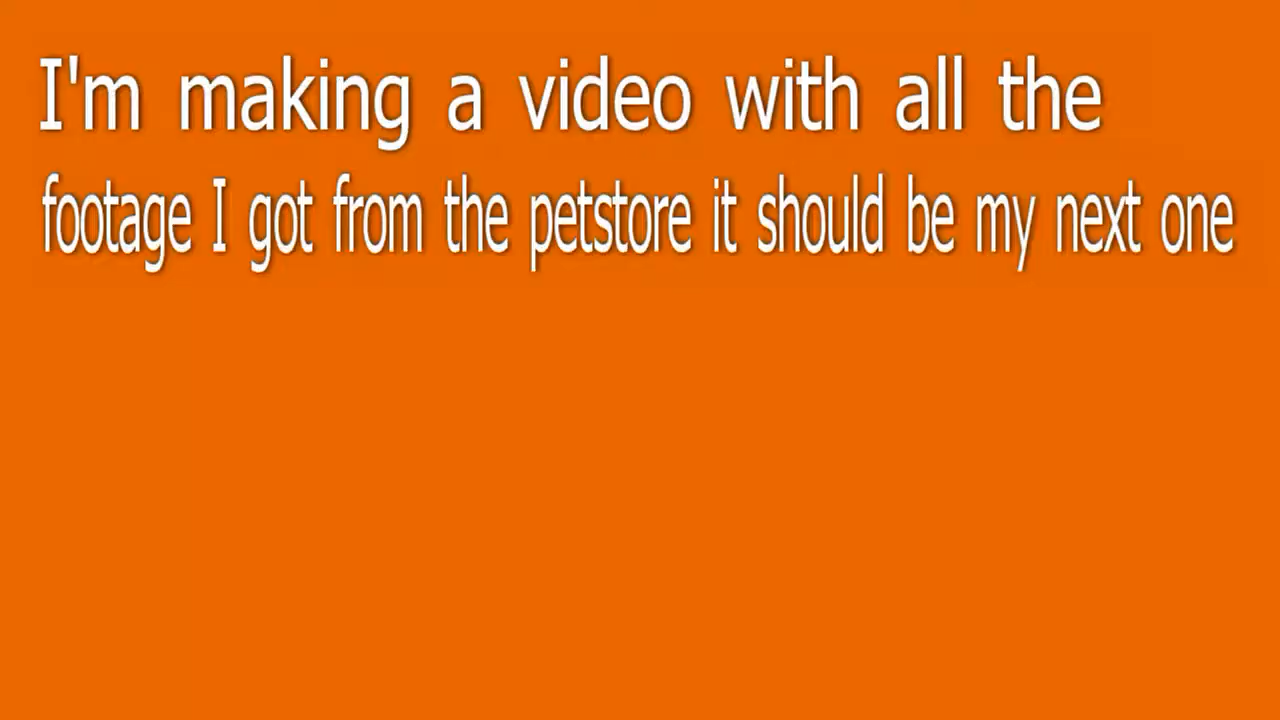 I'm making a video with all the
footage I got from the petstore it should be my next one